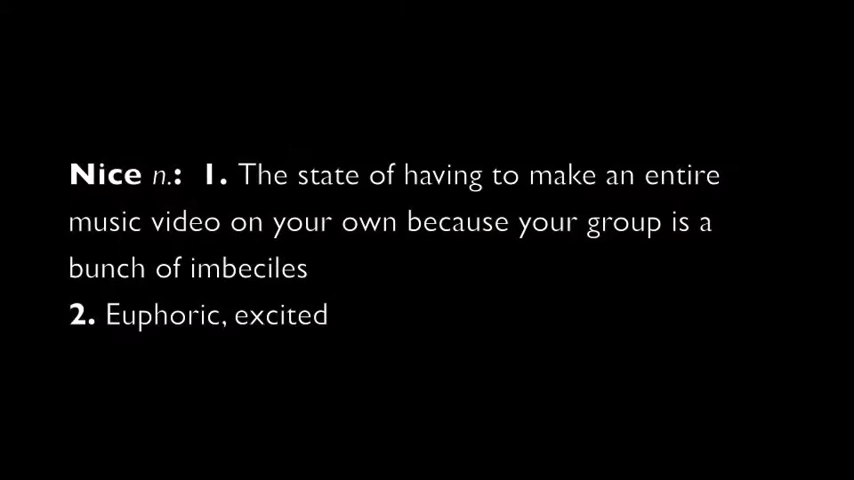 Nice n.: 1. The state of having to make an entire
music video on your own because your group is a
bunch of imbeciles
2. Euphoric, excited